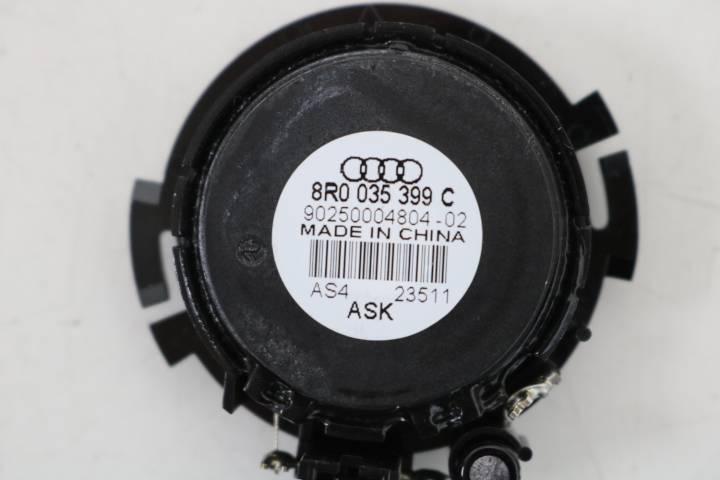 8R0 035 399 C
90250004804-02
MADE IN CHINA
AS4 23511
ASK